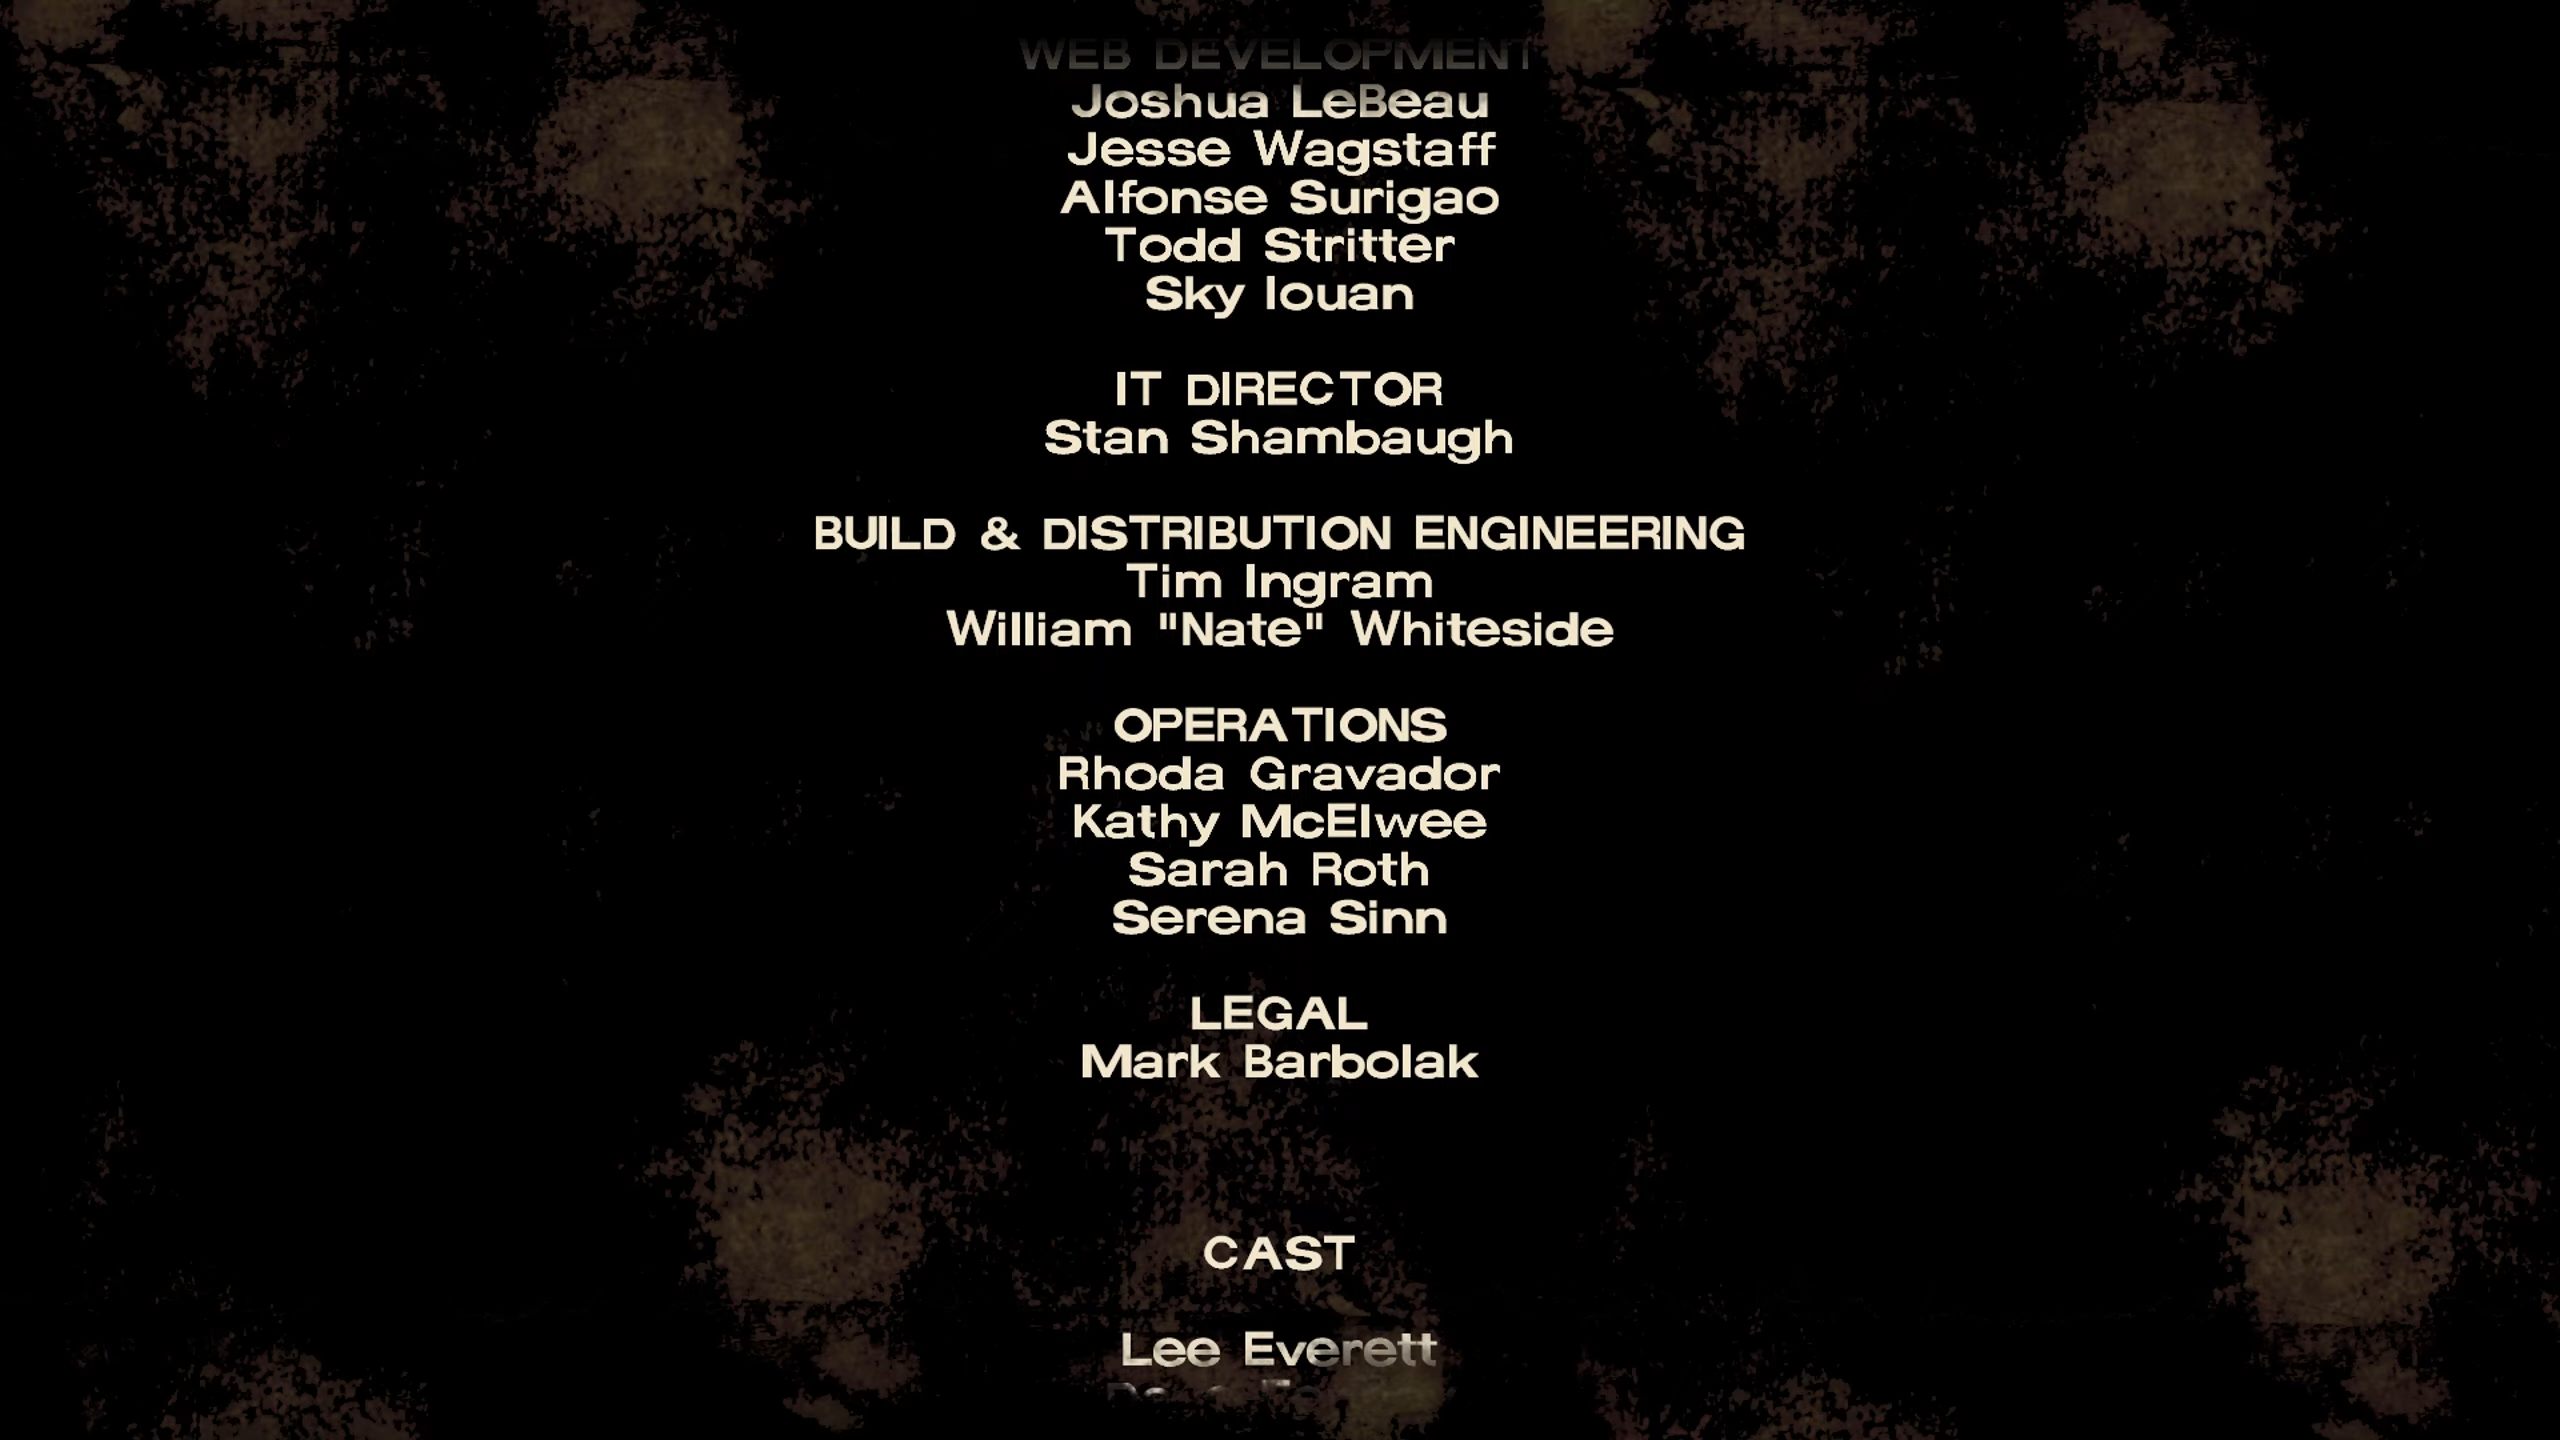 WEB DEVELOPMENT
Joshua LeBeau
Jesse Wagstaff
Alfonse Surigao
Todd Stritter
Sky Iouan
IT DIRECTOR
Stan Shambaugh
BUILD & DISTRIBUTION ENGINEERING
Tim Ingram
William "Nate" Whiteside
OPERATIONS
Rhoda Gravador
Kathy McElwee
Sarah Roth
Serena Sinn
LEGAL
Mark Barbolak
CAST
Lee Everett